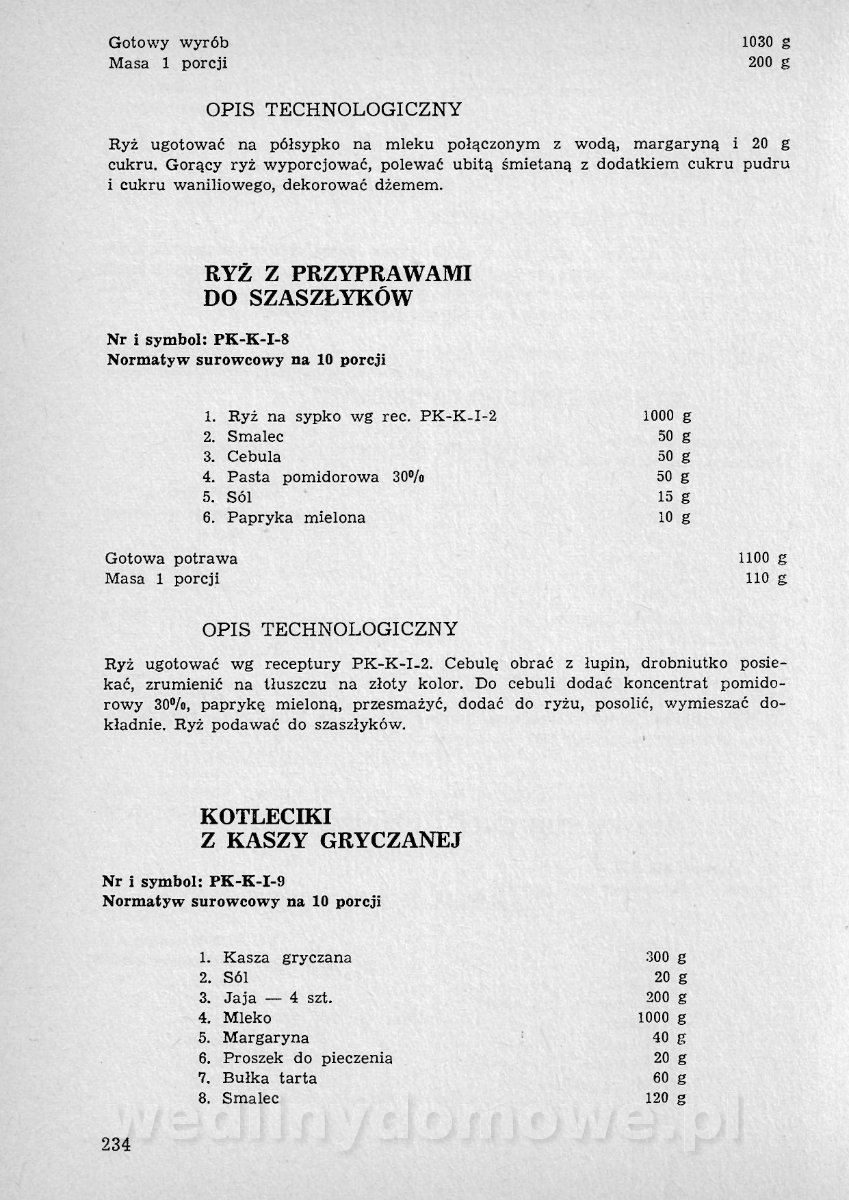 Gotowy wyrób 1030 g
Masa 1 porcji 200 g
OPIS TECHNOLOGICZNY
Ryż ugotować na półsypko na mleku połączonym z wodą, margaryną i 20 g
cukru. Gorący ryż wyporcjować, polewać ubitą śmietaną z dodatkiem cukru pudru
i cukru waniliowego, dekorować dżemem.
RYŻ Z PRZYPRAWAMI
DO SZASZŁYKÓW
Nr i symbol: PK-K-I-8
Normatyw surowcowy na 10 porcji
1. Ryż na sypko wg rec. PK-K-I-2 1000 g
2. Smalec 50 g
3. Cebula 50 g
4. Pasta pomidorowa 30% 50 g
5. Sól 15 g
6. Papryka mielona 10 g
Gotowa potrawa 1100 g
Masa 1 porcji 110 g
OPIS TECHNOLOGICZNY
Ryż ugotować wg receptury PK-K-I-2. Cebulę obrać z łupin, drobniutko posie-
kać, zrumienić na tłuszczu na złoty kolor. Do cebuli dodać koncentrat pomido-
rowy 30%, paprykę mieloną, przesmażyć, dodać do ryżu, posolić, wymieszać do-
kładnie. Ryż podawać do szaszłyków.
KOTLECIKI
Z KASZY GRYCZANEJ
Nr i symbol: PK-K-I-9
Normatyw surowcowy na 10 porcji
1. Kasza gryczana 300 g
2. Sól 20 g
3. Jaja — 4 szt. 200 g
4. Mleko 1000 g
5. Margaryna 40 g
6. Proszek do pieczenia 20 g
7. Bułka tarta 60 g
8. Smalec 120 g
wedlinydomowe.pl
234